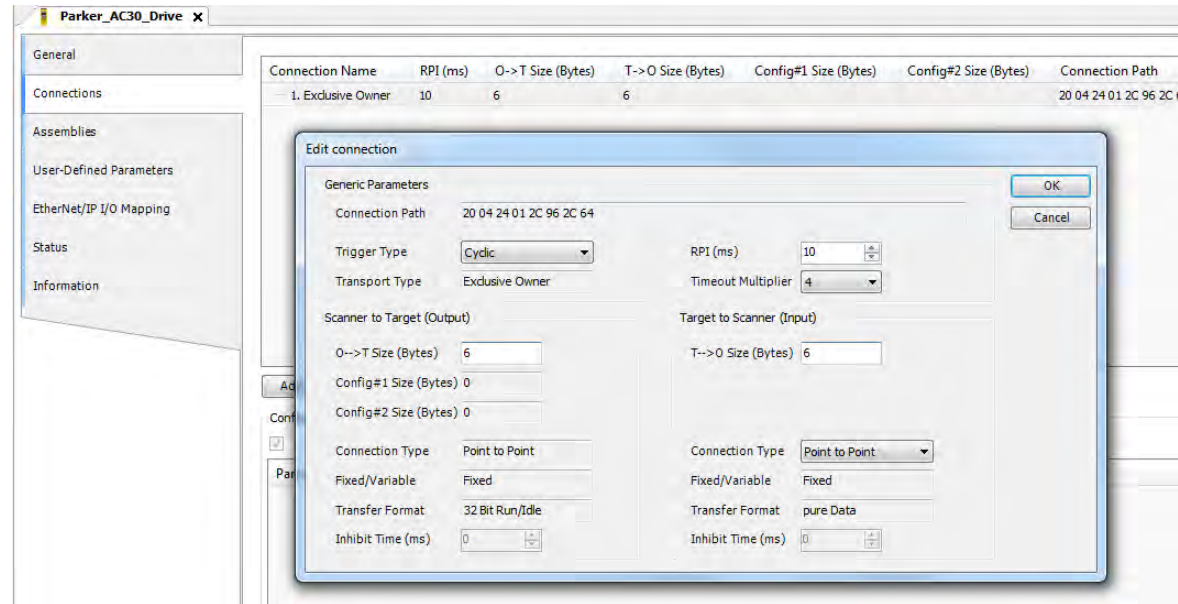 Parker_AC30_Drive X
General
Connections
Assemblies
User-Defined Parameters
EtherNet/IP I/O Mapping
Status
Information
Connection Name RPI (ms) O->T Size (Bytes) T->O Size (Bytes) Config#1 Size (Bytes) Config#2 Size (Bytes) Connection Path
1. Exclusive Owner 10 6 6 20 04 24 01 2C 96 2C
Edit connection
Generic Parameters
OK
Cancel
Connection Path 20 04 24 01 2C 96 2C 64
Trigger Type Cyclic RPI (ms) 10
Transport Type Exclusive Owner Timeout Multiplier 4
Scanner to Target (Output) Target to Scanner (Input)
O-->T Size (Bytes) 6 T-->O Size (Bytes) 6
Config#1 Size (Bytes) 0
Config#2 Size (Bytes) 0
Connection Type Point to Point Connection Type Point to Point
Fixed/Variable Fixed Fixed/Variable Fixed
Transfer Format 32 Bit Run/Idle Transfer Format pure Data
Inhibit Time (ms) 0 Inhibit Time (ms) 0
Ad
Conf
Par